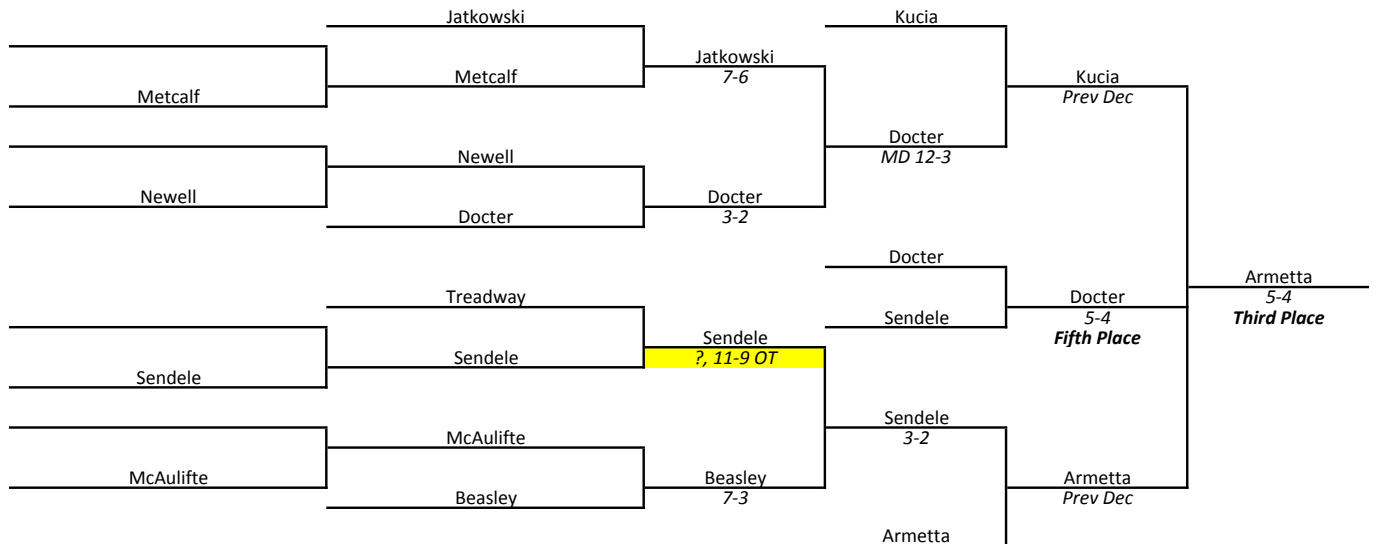 Jatkowski
Kucia
Jatkowski
7-6
Metcalf
Kucia
Prev Dec
Metcalf
Docter
MD 12-3
Newell
Newell
Docter
3-2
Docter
Docter
Armetta
5-4
Third Place
Treadway
Docter
5-4
Fifth Place
Sendele
Sendele
?, 11-9 OT
Sendele
Sendele
Sendele
3-2
McAulifte
McAulifte
Beasley
7-3
Armetta
Prev Dec
Beasley
Armetta